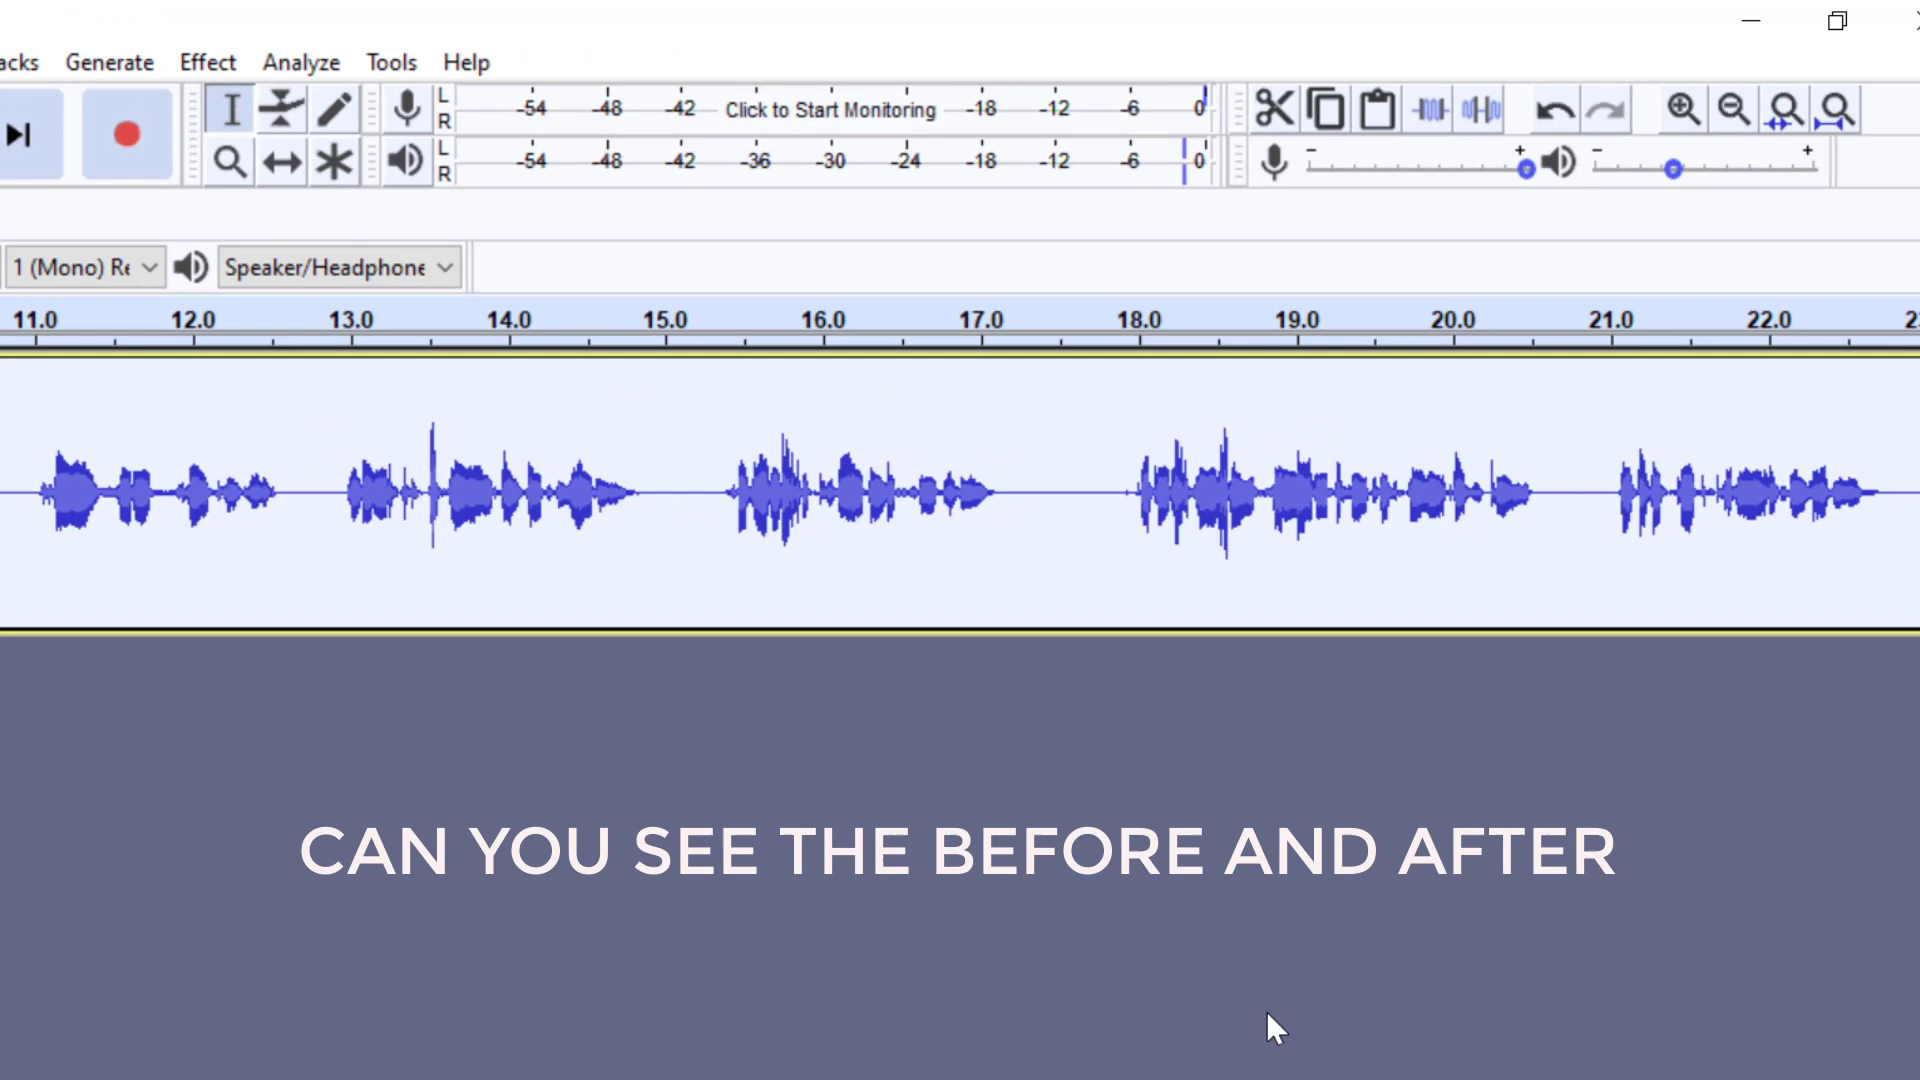 acks Generate Effect Analyze Tools Help
L R -54 -48 -42 Click to Start Monitoring -18 -12 -6 0
L R -54 -48 -42 -36 -30 -24 -18 -12 -6 0
- + - +
1 (Mono) Re Speaker/Headphone
11.0 12.0 13.0 14.0 15.0 16.0 17.0 18.0 19.0 20.0 21.0 22.0 2
CAN YOU SEE THE BEFORE AND AFTER